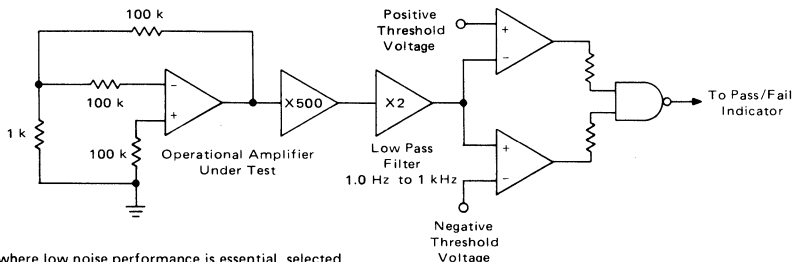 100 k
Positive
Threshold
Voltage
+
−
100 k
−
+
X500
X2
To Pass/Fail
Indicator
1 k
100 k
Operational Amplifier
Under Test
Low Pass
Filter
1.0 Hz to 1 kHz
+
−
Negative
Threshold
Voltage
where low noise performance is essential, selected